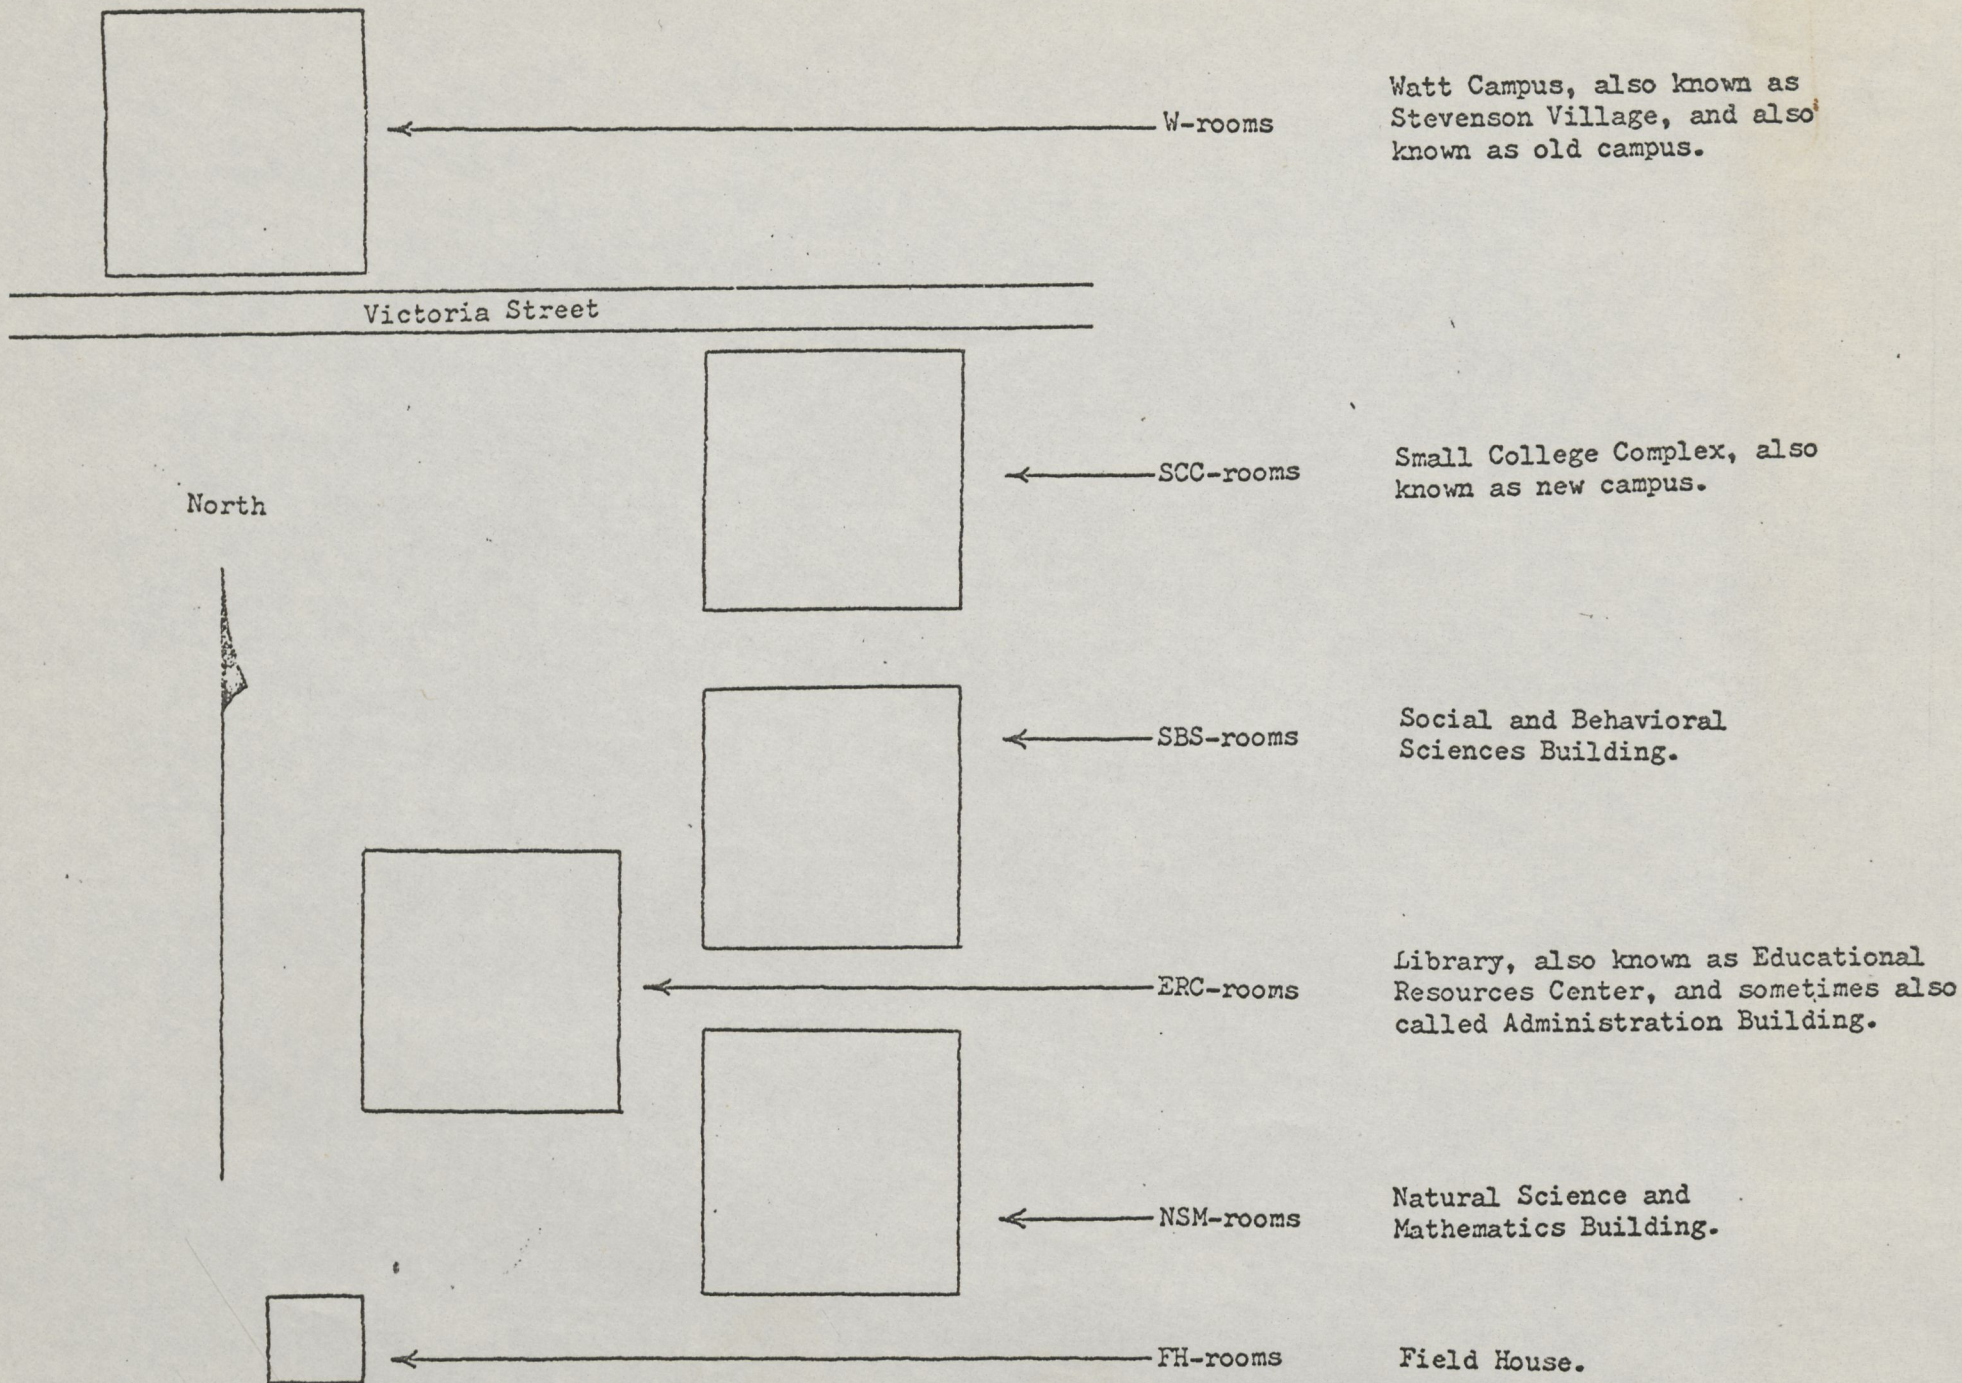 W-rooms
Watt Campus, also known as
Stevenson Village, and also
known as old campus.
Victoria Street
SCC-rooms
Small College Complex, also
known as new campus.
North
SBS-rooms
Social and Behavioral
Sciences Building.
ERC-rooms
Library, also known as Educational
Resources Center, and sometimes also
called Administration Building.
NSM-rooms
Natural Science and
Mathematics Building.
FH-rooms
Field House.